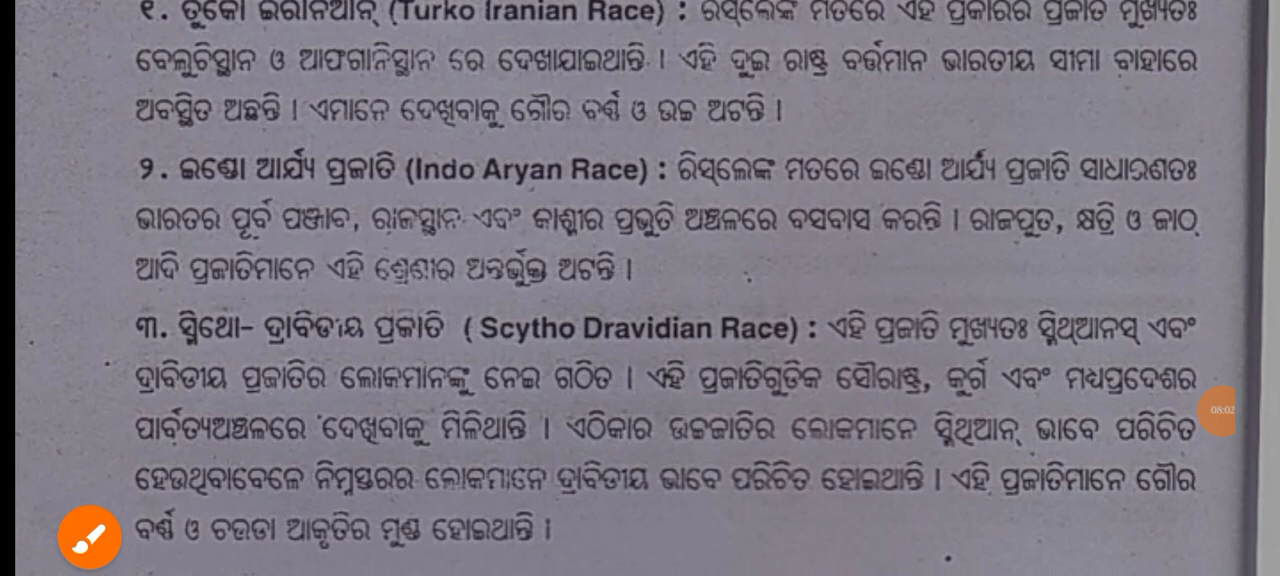 ୧. ତୁର୍କୋ ଇରାନିଆନ୍ (Turko Iranian Race) : ରିସ୍‌ଲେଙ୍କ ମତରେ ଏହି ପ୍ରକାରର ପ୍ରଜାତି ମୁଖ୍ୟତଃ
ବେଲୁଚିସ୍ଥାନ ଓ ଆଫଗାନିସ୍ଥାନ ରେ ଦେଖାଯାଇଥାନ୍ତି । ଏହି ଦୁଇ ରାଷ୍ଟ୍ର ବର୍ତ୍ତମାନ ଭାରତୀୟ ସୀମା ବାହାରେ
ଅବସ୍ଥିତ ଅଛନ୍ତି । ଏମାନେ ଦେଖିବାକୁ ଗୌର ବର୍ଣ୍ଣ ଓ ଉଚ୍ଚ ଅଟନ୍ତି ।
୨. ଇଣ୍ଡୋ ଆର୍ଯ୍ୟ ପ୍ରଜାତି (Indo Aryan Race) : ରିସ୍‌ଲେଙ୍କ ମତରେ ଇଣ୍ଡୋ ଆର୍ଯ୍ୟ ପ୍ରଜାତି ସାଧାରଣତଃ
ଭାରତର ପୂର୍ବ ପଞ୍ଜାବ, ରାଜସ୍ଥାନ ଏବଂ କାଶ୍ମୀର ପ୍ରଭୃତି ଅଞ୍ଚଳରେ ବସବାସ କରନ୍ତି । ରାଜପୁତ, କ୍ଷତ୍ରି ଓ ଜାଠ୍
ଆଦି ପ୍ରଜାତିମାନେ ଏହି ଶ୍ରେଣୀର ଅନ୍ତର୍ଭୁକ୍ତ ଅଟନ୍ତି ।
୩. ସ୍କିଥୋ- ଦ୍ରାବିଡୀୟ ପ୍ରଜାତି ( Scytho Dravidian Race) : ଏହି ପ୍ରଜାତି ମୁଖ୍ୟତଃ ସ୍କିଥ୍‌ଆନସ୍ ଏବଂ
ଦ୍ରାବିଡୀୟ ପ୍ରଜାତିର ଲୋକମାନଙ୍କୁ ନେଇ ଗଠିତ । ଏହି ପ୍ରଜାତିଗୁଡିକ ସୌରାଷ୍ଟ୍ର, କୁର୍ଗ ଏବଂ ମଧ୍ୟପ୍ରଦେଶର
ପାର୍ବତ୍ୟଅଞ୍ଚଳରେ ଦେଖିବାକୁ ମିଳିଥାନ୍ତି । ଏଠିକାର ଉଚ୍ଚଜାତିର ଲୋକମାନେ ସ୍କିଥିଆନ୍ ଭାବେ ପରିଚିତ
ହେଉଥିବାବେଳେ ନିମ୍ନସ୍ତରର ଲୋକମାନେ ଦ୍ରାବିଡୀୟ ଭାବେ ପରିଚିତ ହୋଇଥାନ୍ତି । ଏହି ପ୍ରଜାତିମାନେ ଗୌର
ବର୍ଣ୍ଣ ଓ ଚଉଡା ଆକୃତିର ମୁଣ୍ଡ ହୋଇଥାନ୍ତି ।
08:02